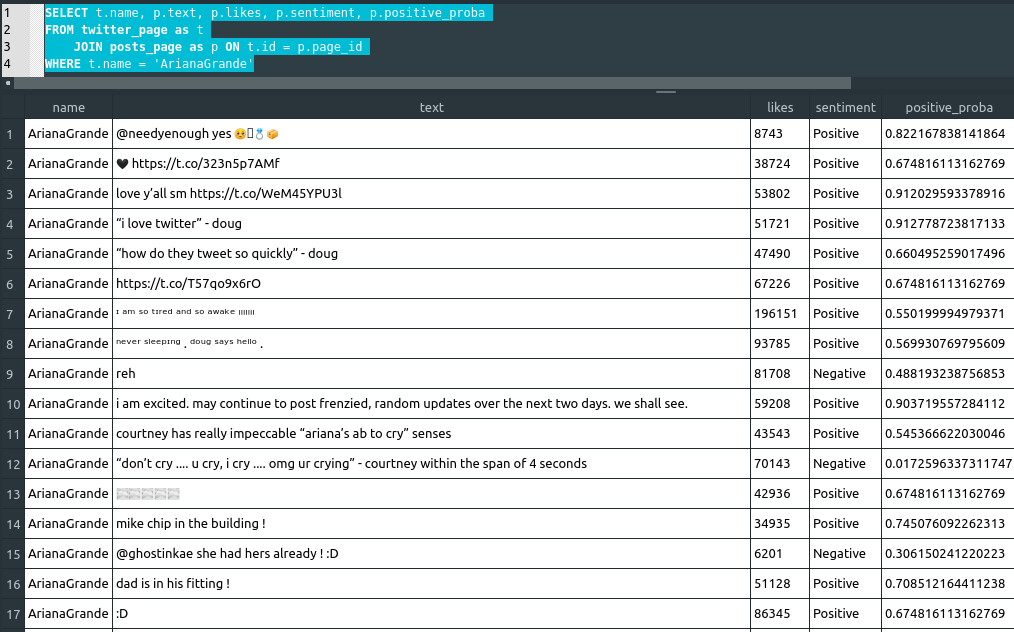 1 SELECT t.name, p.text, p.likes, p.sentiment, p.positive_proba
2 FROM twitter_page as t
3 JOIN posts_page as p ON t.id = p.page_id
4 WHERE t.name = 'ArianaGrande'
name text likes sentiment positive_proba
1 ArianaGrande @needyenough yes 🥺▯💍📦 8743 Positive 0.822167838141864
2 ArianaGrande 🖤 https://t.co/323n5p7AMf 38724 Positive 0.674816113162769
3 ArianaGrande love y’all sm https://t.co/WeM45YPU3l 53802 Positive 0.912029593378916
4 ArianaGrande “i love twitter” - doug 51721 Positive 0.912778723817133
5 ArianaGrande “how do they tweet so quickly” - doug 47490 Positive 0.660495259017496
6 ArianaGrande https://t.co/T57qo9x6rO 67226 Positive 0.674816113162769
7 ArianaGrande ᶦ ᵃᵐ ˢᵒ ᵗᶦʳᵉᵈ ᵃⁿᵈ ˢᵒ ᵃʷᵃᵏᵉ 196151 Positive 0.550199994979371
8 ArianaGrande ⁿᵉᵛᵉʳ ˢˡᵉᵉᵖᶦⁿᵍ . ᵈᵒᵘᵍ ˢᵃʸˢ ʰᵉˡˡᵒ . 93785 Positive 0.569930769795609
9 ArianaGrande reh 81708 Negative 0.488193238756853
10 ArianaGrande i am excited. may continue to post frenzied, random updates over the next two days. we shall see. 59208 Positive 0.903719557284112
11 ArianaGrande courtney has really impeccable “ariana’s ab to cry” senses 43543 Positive 0.545366622030046
12 ArianaGrande “don’t cry .... u cry, i cry .... omg ur crying” - courtney within the span of 4 seconds 70143 Negative 0.0172596337311747
13 ArianaGrande 42936 Positive 0.674816113162769
14 ArianaGrande mike chip in the building ! 34935 Positive 0.745076092262313
15 ArianaGrande @ghostinkae she had hers already ! :D 6201 Negative 0.306150241220223
16 ArianaGrande dad is in his fitting ! 51128 Positive 0.708512164411238
17 ArianaGrande :D 86345 Positive 0.674816113162769